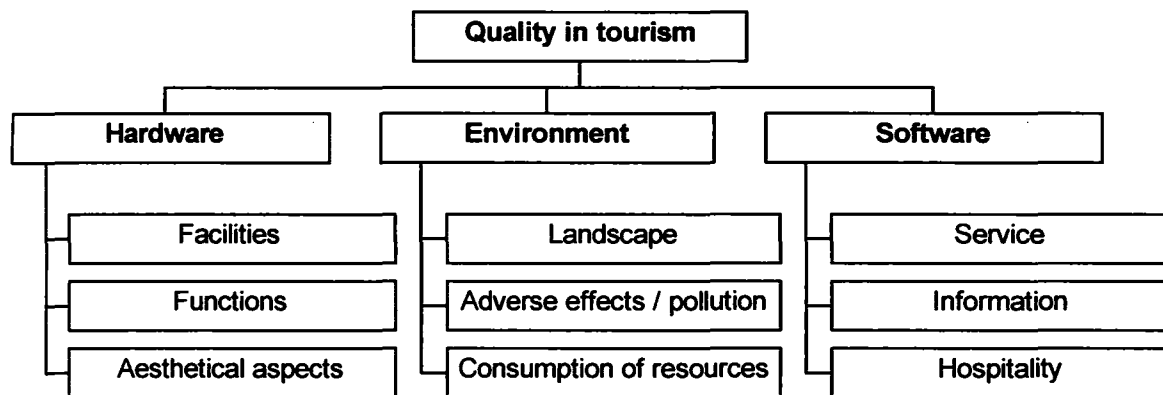 Quality in tourism
Hardware
Environment
Software
Facilities
Landscape
Service
Functions
Adverse effects / pollution
Information
Aesthetical aspects
Consumption of resources
Hospitality